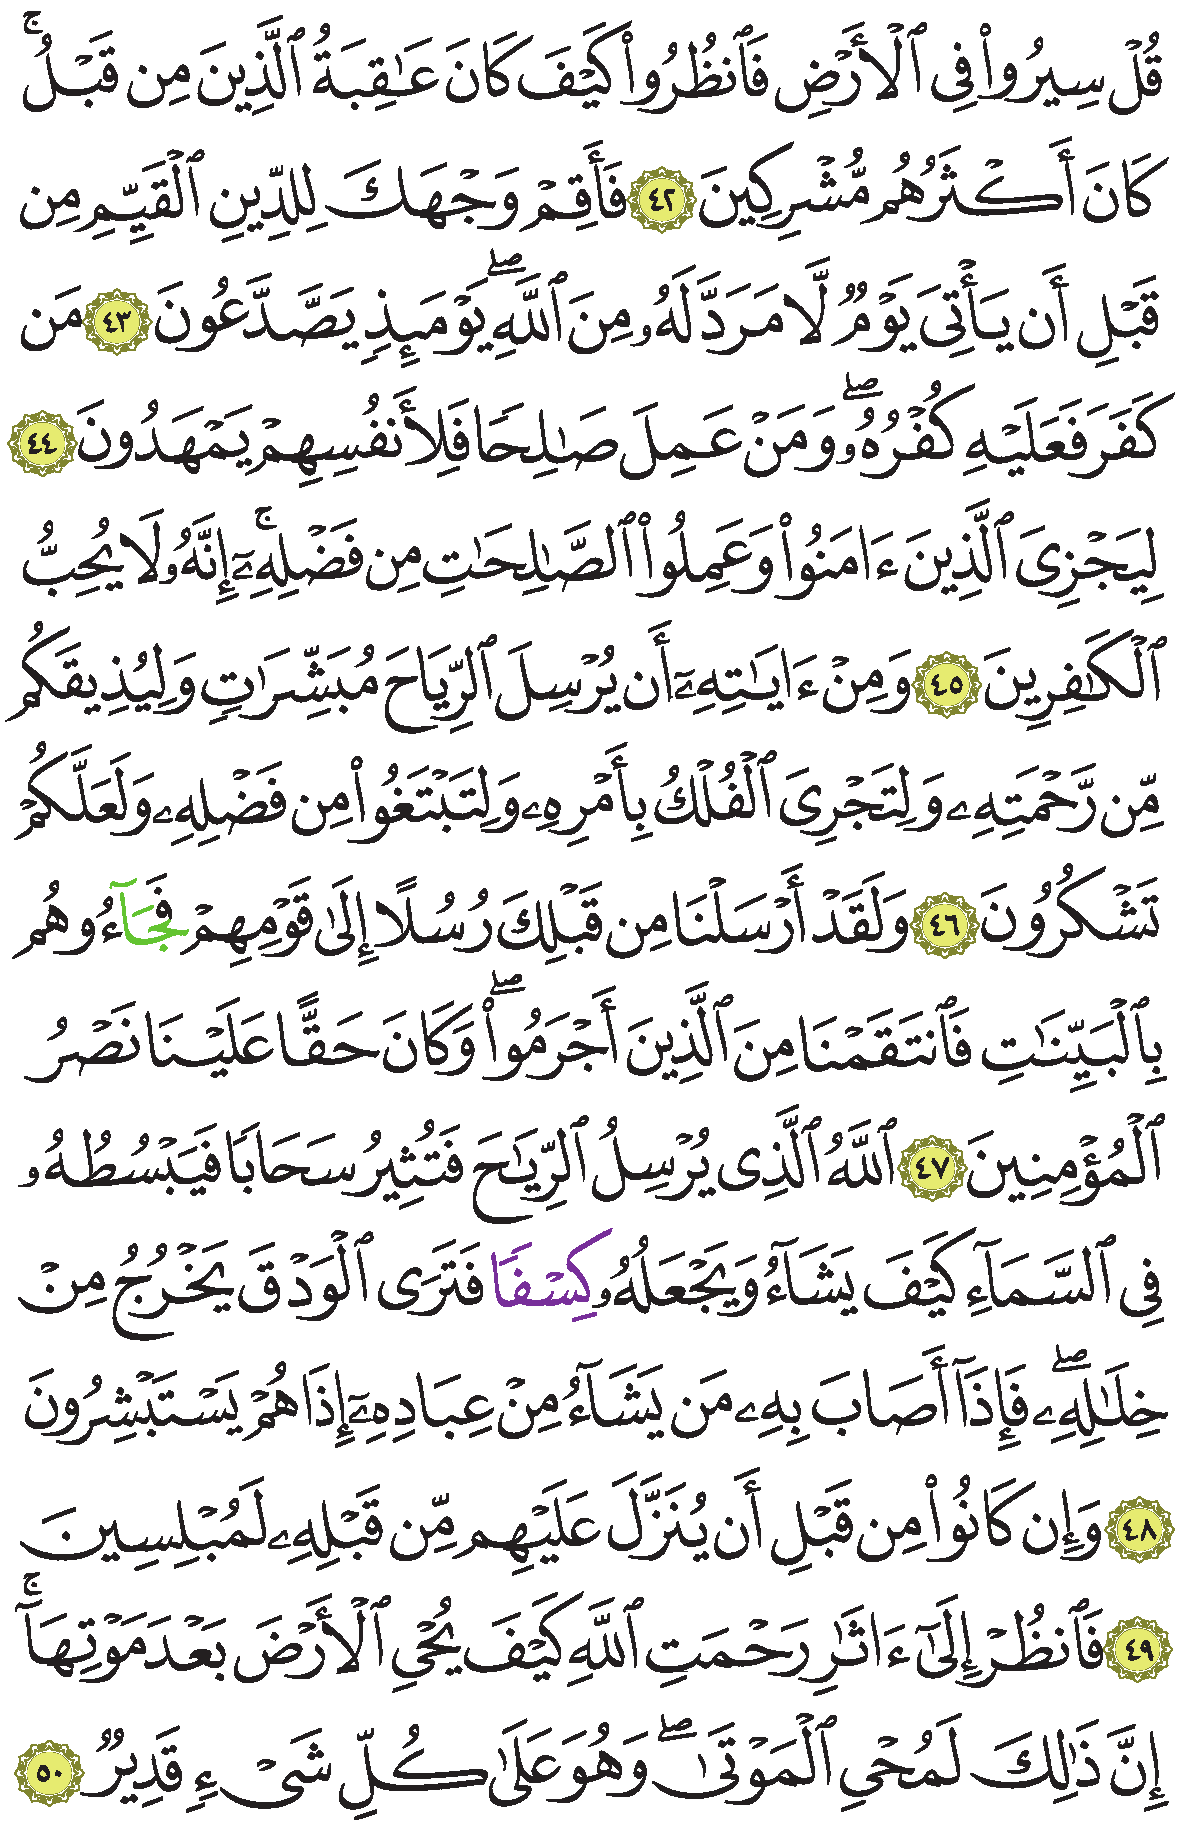 قُلْ سِيرُوا۟ فِى ٱلْأَرْضِ فَٱنظُرُوا۟ كَيْفَ كَانَ عَـٰقِبَةُ ٱلَّذِينَ مِن قَبْلُ ۚ
كَانَ أَكْثَرُهُم مُّشْرِكِينَ ٤٢ فَأَقِمْ وَجْهَكَ لِلدِّينِ ٱلْقَيِّمِ مِن
قَبْلِ أَن يَأْتِىَ يَوْمٌ لَّا مَرَدَّ لَهُۥ مِنَ ٱللَّهِ ۖ يَوْمَئِذٍ يَصَّدَّعُونَ ٤٣ مَن
كَفَرَ فَعَلَيْهِ كُفْرُهُۥ ۖ وَمَنْ عَمِلَ صَـٰلِحًا فَلِأَنفُسِهِمْ يَمْهَدُونَ ٤٤
لِيَجْزِىَ ٱلَّذِينَ ءَامَنُوا۟ وَعَمِلُوا۟ ٱلصَّـٰلِحَـٰتِ مِن فَضْلِهِۦٓ ۚ إِنَّهُۥ لَا يُحِبُّ
ٱلْكَـٰفِرِينَ ٤٥ وَمِنْ ءَايَـٰتِهِۦٓ أَن يُرْسِلَ ٱلرِّيَاحَ مُبَشِّرَٰتٍ وَلِيُذِيقَكُم
مِّن رَّحْمَتِهِۦ وَلِتَجْرِىَ ٱلْفُلْكُ بِأَمْرِهِۦ وَلِتَبْتَغُوا۟ مِن فَضْلِهِۦ وَلَعَلَّكُمْ
تَشْكُرُونَ ٤٦ وَلَقَدْ أَرْسَلْنَا مِن قَبْلِكَ رُسُلًا إِلَىٰ قَوْمِهِمْ فَجَآءُوهُم
بِٱلْبَيِّنَـٰتِ فَٱنتَقَمْنَا مِنَ ٱلَّذِينَ أَجْرَمُوا۟ ۖ وَكَانَ حَقًّا عَلَيْنَا نَصْرُ
ٱلْمُؤْمِنِينَ ٤٧ ٱللَّهُ ٱلَّذِى يُرْسِلُ ٱلرِّيَـٰحَ فَتُثِيرُ سَحَابًا فَيَبْسُطُهُۥ
فِى ٱلسَّمَآءِ كَيْفَ يَشَآءُ وَيَجْعَلُهُۥ كِسْفًا فَتَرَى ٱلْوَدْقَ يَخْرُجُ مِنْ
خِلَـٰلِهِۦ ۖ فَإِذَآ أَصَابَ بِهِۦ مَن يَشَآءُ مِنْ عِبَادِهِۦٓ إِذَا هُمْ يَسْتَبْشِرُونَ
٤٨ وَإِن كَانُوا۟ مِن قَبْلِ أَن يُنَزَّلَ عَلَيْهِم مِّن قَبْلِهِۦ لَمُبْلِسِينَ
٤٩ فَٱنظُرْ إِلَىٰٓ ءَاثَـٰرِ رَحْمَتِ ٱللَّهِ كَيْفَ يُحْىِ ٱلْأَرْضَ بَعْدَ مَوْتِهَآ ۚ
إِنَّ ذَٰلِكَ لَمُحْىِ ٱلْمَوْتَىٰ ۖ وَهُوَ عَلَىٰ كُلِّ شَىْءٍ قَدِيرٌ ٥٠